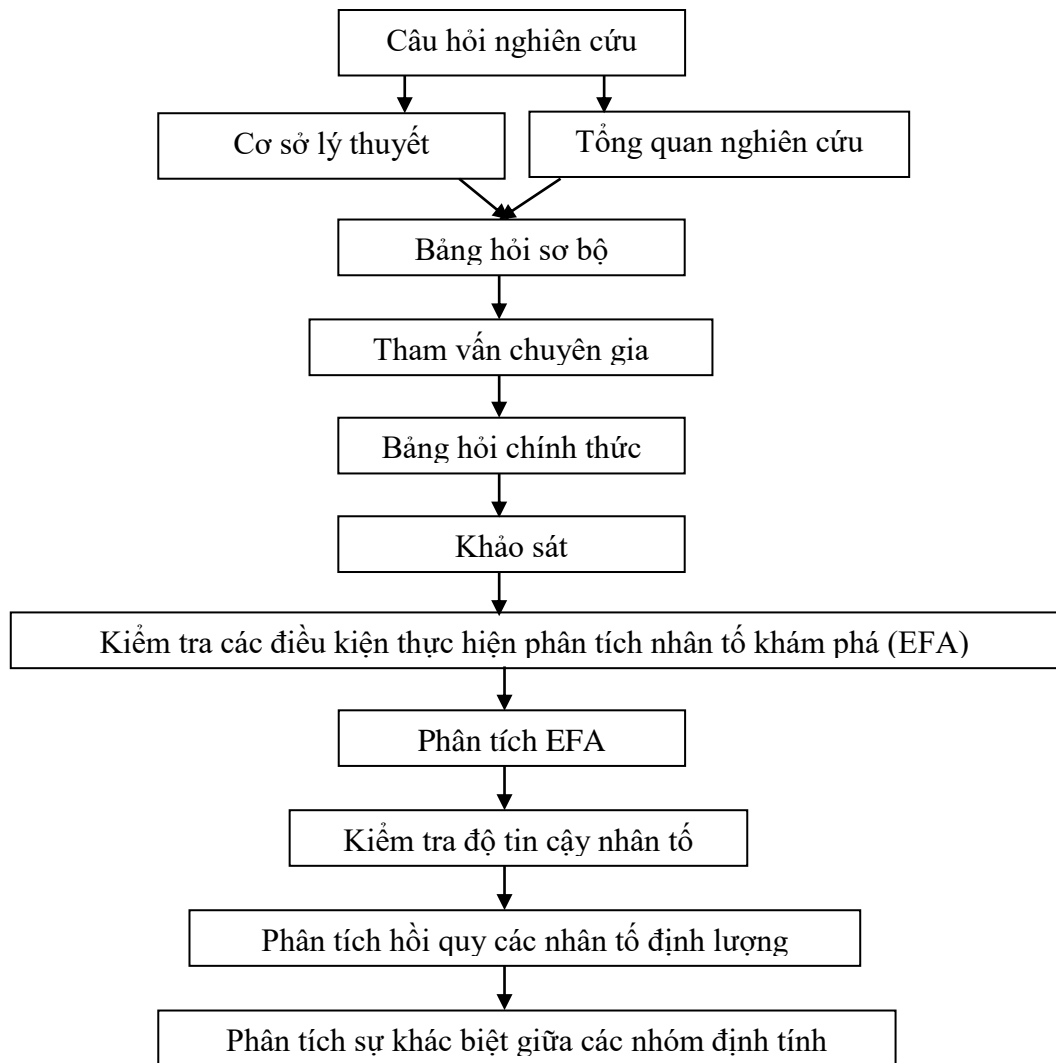 Câu hỏi nghiên cứu
Cơ sở lý thuyết
Tổng quan nghiên cứu
Bảng hỏi sơ bộ
Tham vấn chuyên gia
Bảng hỏi chính thức
Khảo sát
Kiểm tra các điều kiện thực hiện phân tích nhân tố khám phá (EFA)
Phân tích EFA
Kiểm tra độ tin cậy nhân tố
Phân tích hồi quy các nhân tố định lượng
Phân tích sự khác biệt giữa các nhóm định tính